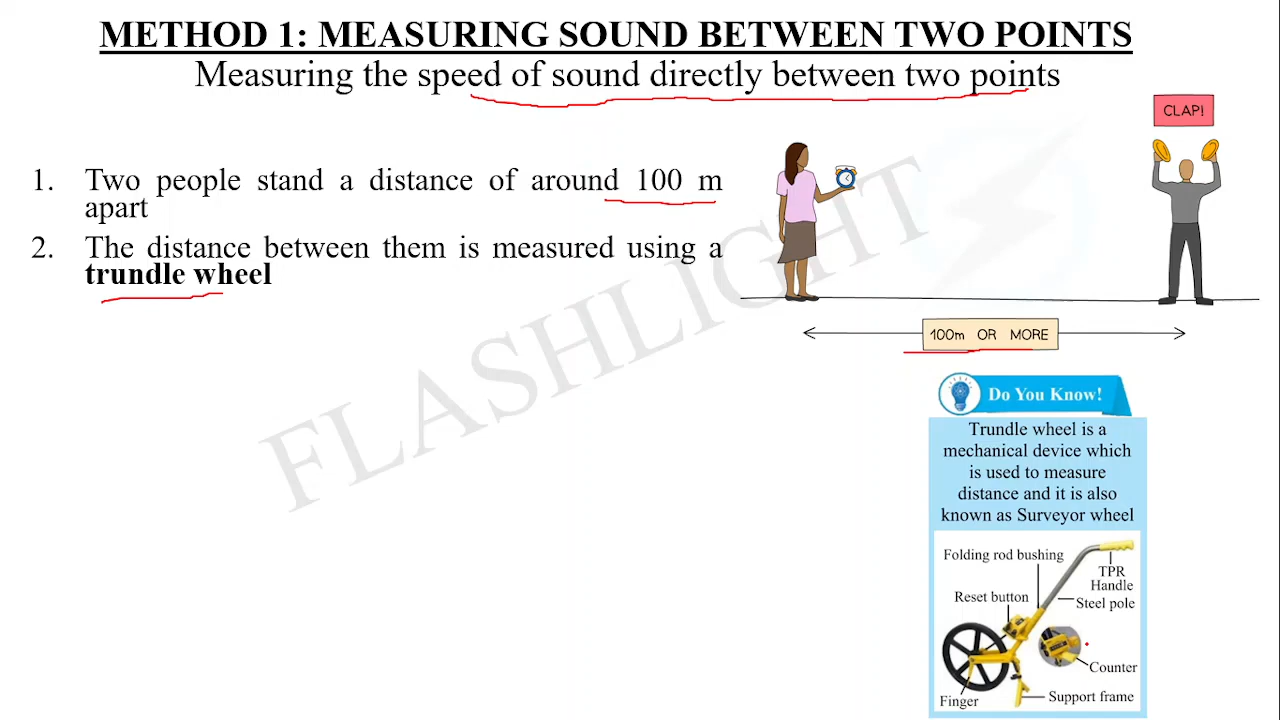 METHOD 1: MEASURING SOUND BETWEEN TWO POINTS
Measuring the speed of sound directly between two points
1. Two people stand a distance of around 100 m
apart
2. The distance between them is measured using a
trundle wheel
CLAP!
100m OR MORE
FLASHLIGHT
Do You Know!
Trundle wheel is a
mechanical device which
is used to measure
distance and it is also
known as Surveyor wheel
Folding rod bushing
TPR
Handle
Reset button
Steel pole
Counter
Support frame
Finger